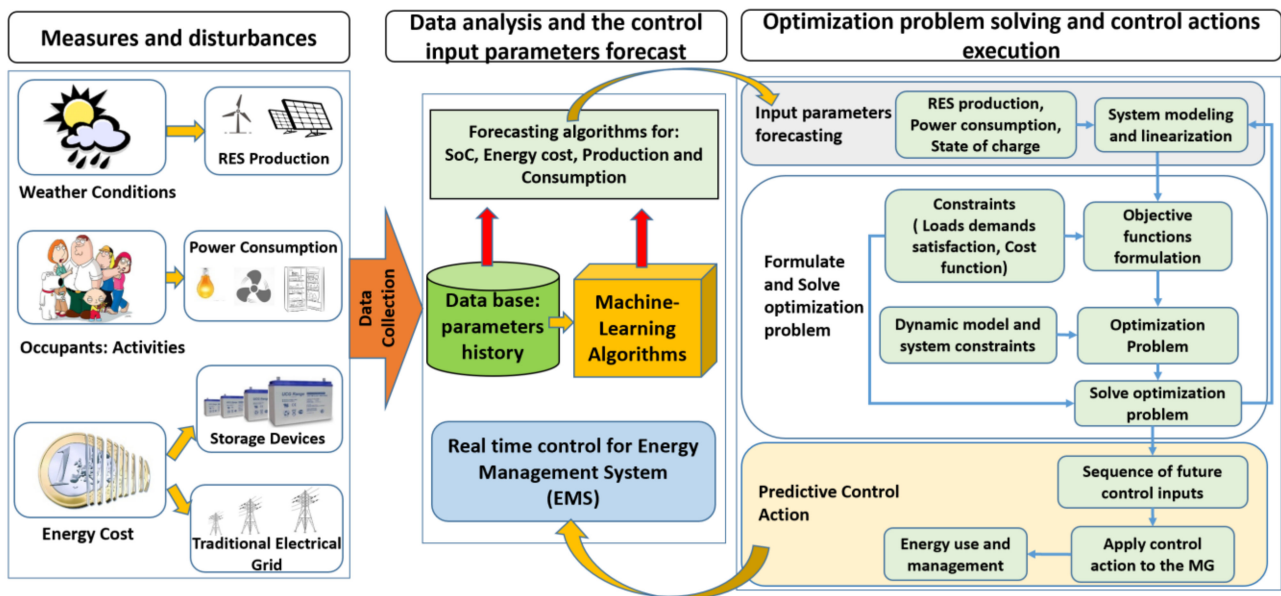 Measures and disturbances
Data analysis and the control
input parameters forecast
Optimization problem solving and control actions
execution
RES Production
Weather Conditions
Power Consumption
Occupants: Activities
Storage Devices
Energy Cost
Traditional Electrical
Grid
Data
Collection
Forecasting algorithms for:
SoC, Energy cost, Production and
Consumption
Data base:
parameters
history
Machine-
Learning
Algorithms
Real time control for Energy
Management System
(EMS)
Input parameters
forecasting
RES production,
Power consumption,
State of charge
System modeling
and linearization
Formulate
and Solve
optimization
problem
Constraints
( Loads demands
satisfaction, Cost
function)
Objective
functions
formulation
Dynamic model and
system constraints
Optimization
Problem
Solve optimization
problem
Predictive Control
Action
Sequence of future
control inputs
Energy use and
management
Apply control
action to the MG